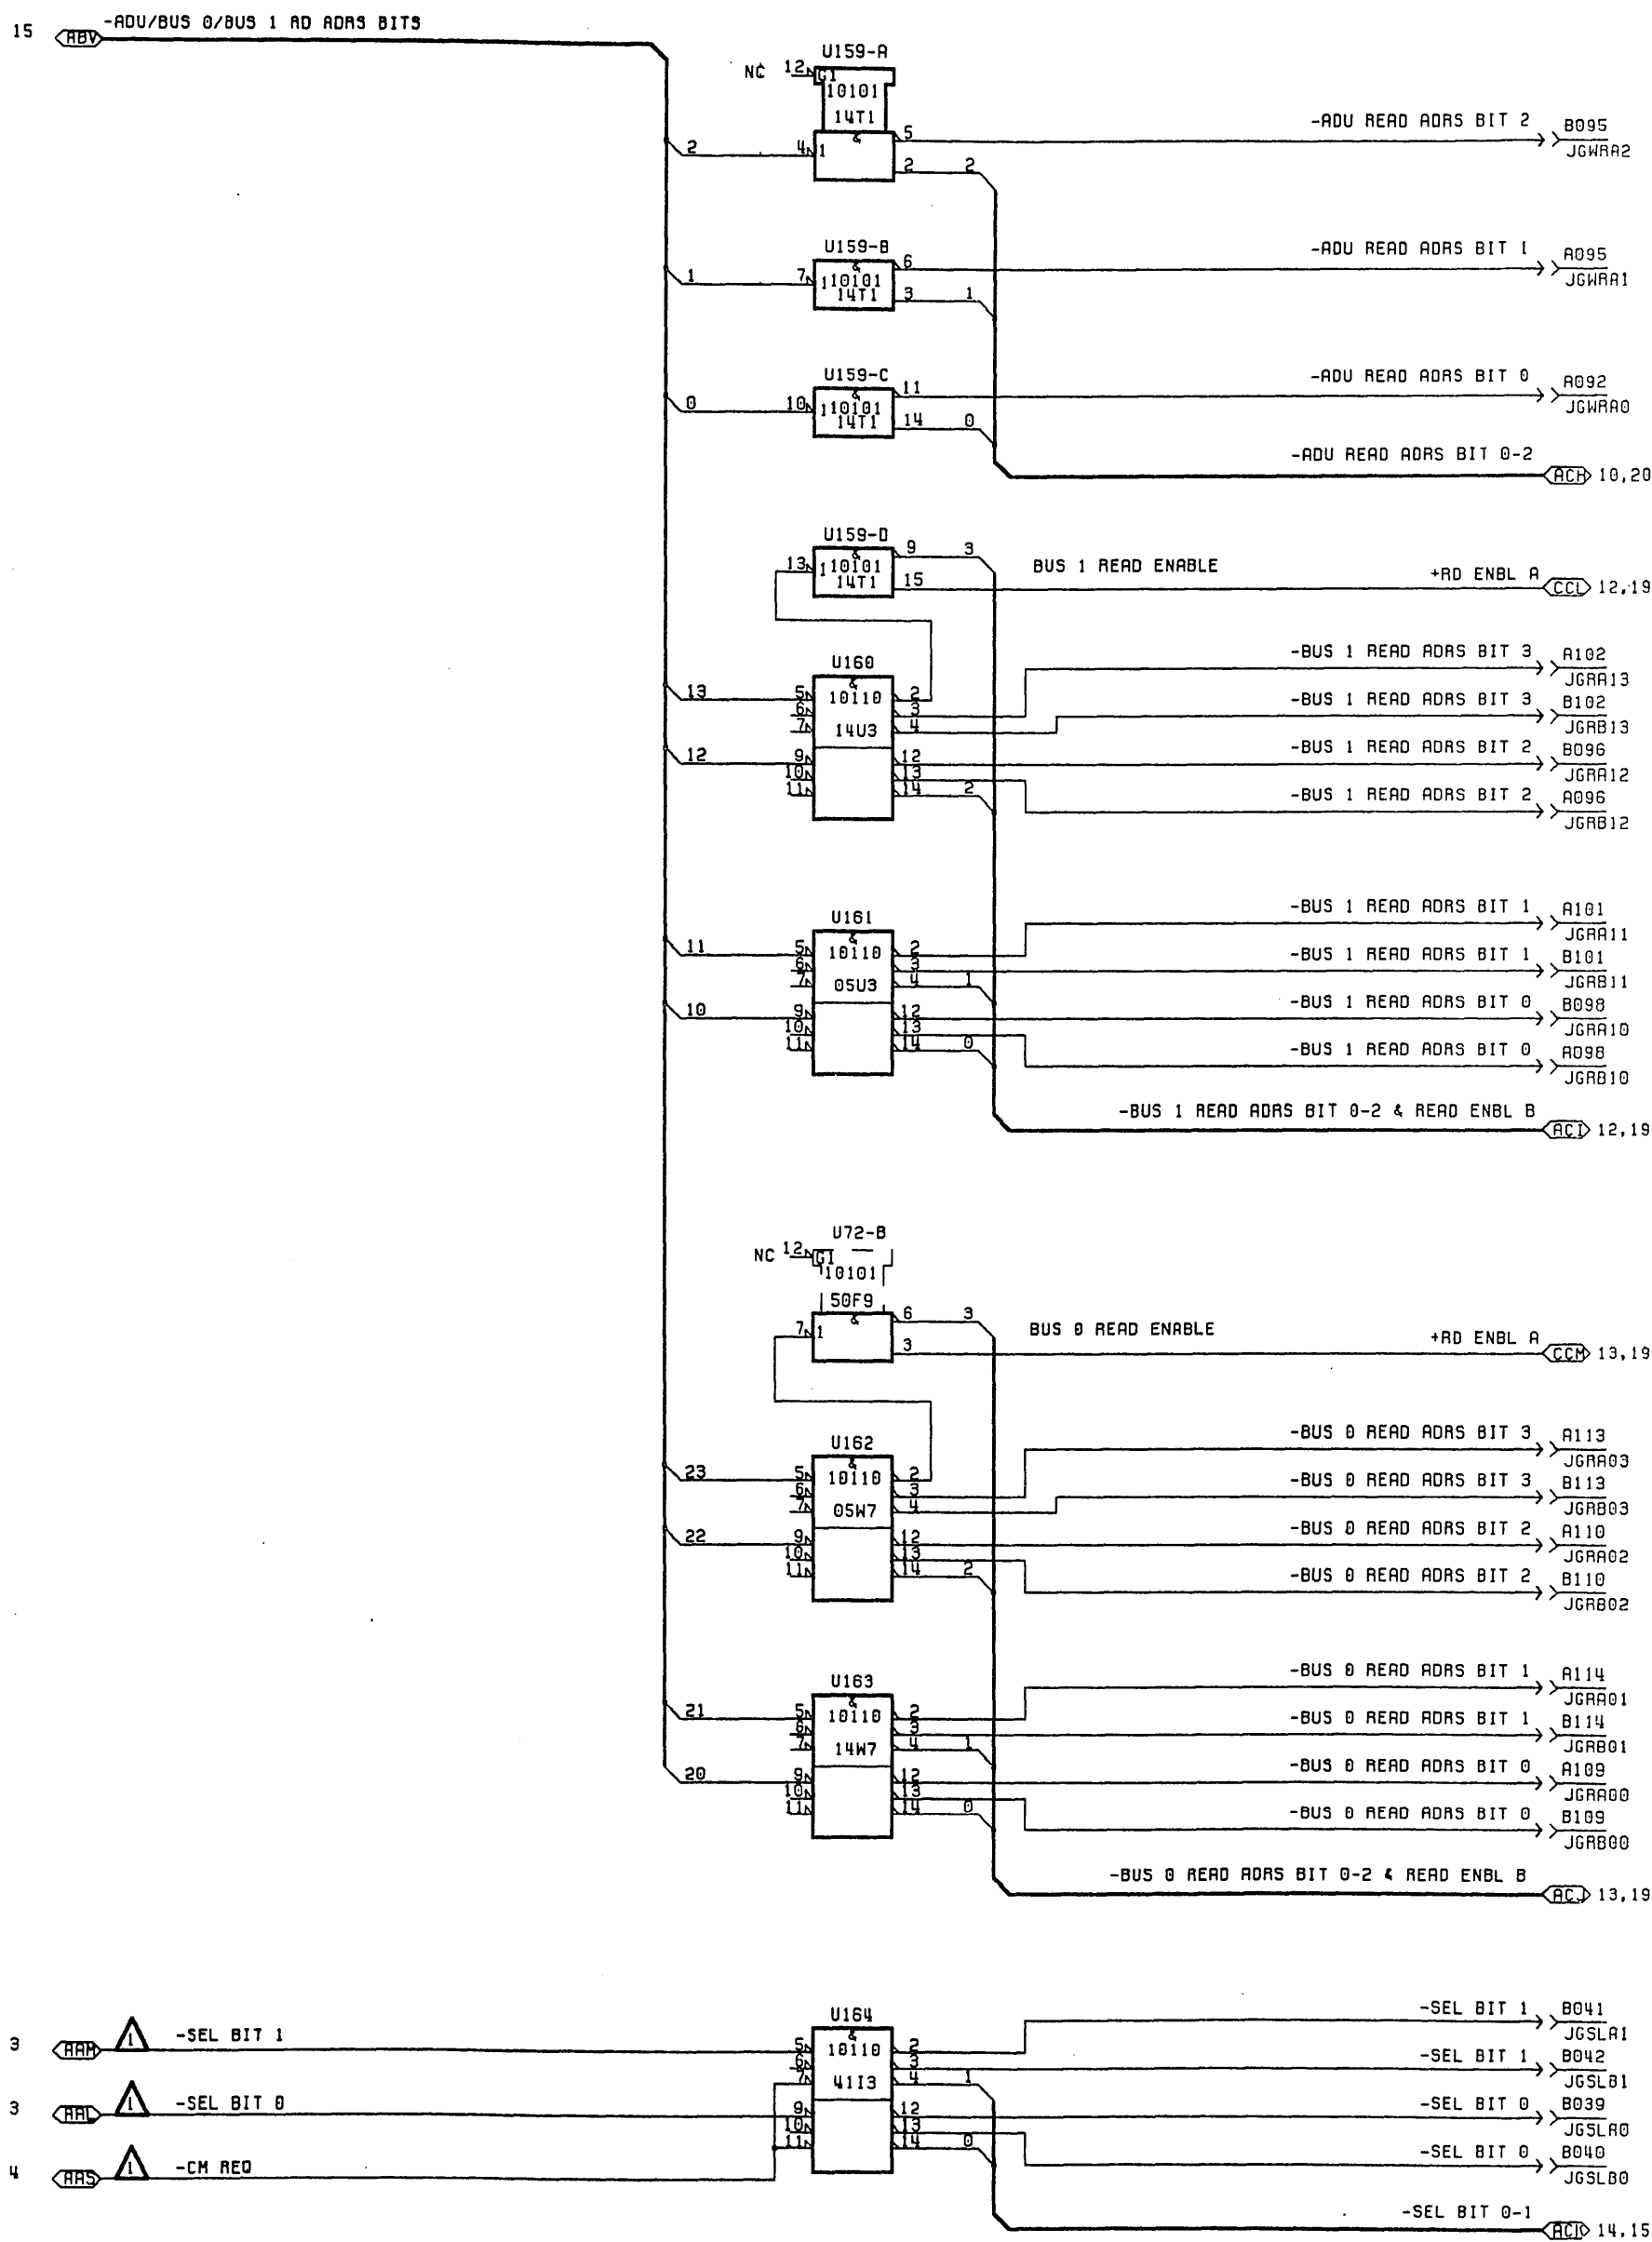 15 ABV -ADU/BUS 0/BUS 1 RD ADRS BITS
U159-A
NC 12 G1
10101
14T1
&
2 4 1 5 -ADU READ ADRS BIT 2 B095
JGWRA2
2 2
U159-B
&
1 7 1 10101 6 -ADU READ ADRS BIT 1 A095
JGWRA1
14T1 3 1
U159-C
&
0 10 1 10101 11 -ADU READ ADRS BIT 0 A092
JGWRA0
14T1 14 0
-ADU READ ADRS BIT 0-2 ACH 10,20
U159-D
&
9 3
13 1 10101 BUS 1 READ ENABLE
14T1 15 +RD ENBL A CCL 12,19
U160
&
13 5 10110 2 -BUS 1 READ ADRS BIT 3 A102
JGRA13
6 3 -BUS 1 READ ADRS BIT 3 B102
JGRB13
7 14U3 4
12 9 12 -BUS 1 READ ADRS BIT 2 B096
JGRA12
10 13 -BUS 1 READ ADRS BIT 2 A096
JGRB12
11 14 2
U161
&
11 5 10110 2 -BUS 1 READ ADRS BIT 1 A101
JGRA11
6 3 -BUS 1 READ ADRS BIT 1 B101
JGRB11
7 05U3 4 1
10 9 12 -BUS 1 READ ADRS BIT 0 B098
JGRA10
10 13 -BUS 1 READ ADRS BIT 0 A098
JGRB10
11 14 0
-BUS 1 READ ADRS BIT 0-2 & READ ENBL B ACI 12,19
U72-B
NC 12 G1
10101
50F9
&
6 3
7 1 BUS 0 READ ENABLE
3 +RD ENBL A CCM 13,19
U162
&
23 5 10110 2 -BUS 0 READ ADRS BIT 3 A113
JGRA03
6 3 -BUS 0 READ ADRS BIT 3 B113
JGRB03
7 05W7 4
22 9 12 -BUS 0 READ ADRS BIT 2 A110
JGRA02
10 13 -BUS 0 READ ADRS BIT 2 B110
JGRB02
11 14 2
U163
&
21 5 10110 2 -BUS 0 READ ADRS BIT 1 A114
JGRA01
6 3 -BUS 0 READ ADRS BIT 1 B114
JGRB01
7 14W7 4 1
20 9 12 -BUS 0 READ ADRS BIT 0 A109
JGRA00
10 13 -BUS 0 READ ADRS BIT 0 B109
JGRB00
11 14 0
-BUS 0 READ ADRS BIT 0-2 & READ ENBL B ACJ 13,19
U164
&
3 AAM 1 -SEL BIT 1 5 10110 2 -SEL BIT 1 B041
JGSLA1
6 3 -SEL BIT 1 B042
JGSLB1
7 41I3 4 1
3 AAL 1 -SEL BIT 0 9 12 -SEL BIT 0 B039
JGSLA0
10 13 -SEL BIT 0 B040
JGSLB0
11 14 0
4 AAS 1 -CM REQ
-SEL BIT 0-1 ACK 14,15